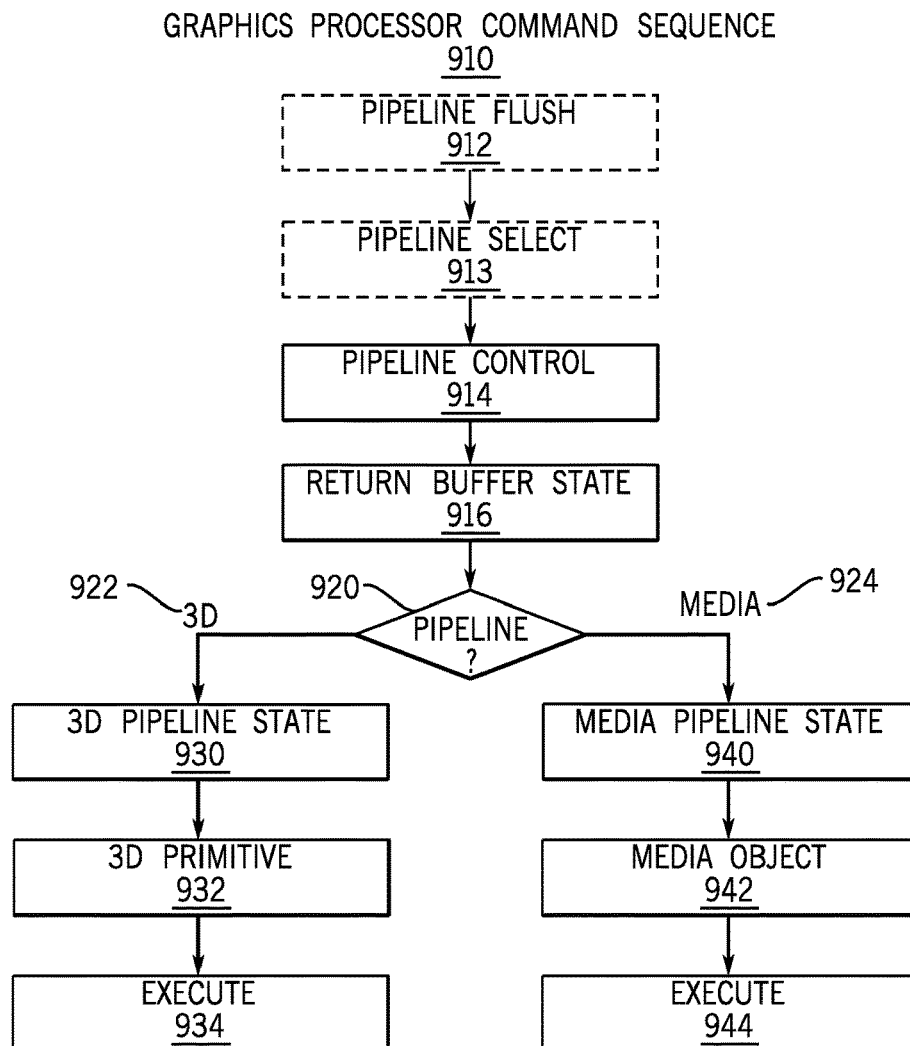 GRAPHICS PROCESSOR COMMAND SEQUENCE
910
PIPELINE FLUSH
912
PIPELINE SELECT
913
PIPELINE CONTROL
914
RETURN BUFFER STATE
916
922
3D
920
PIPELINE
?
MEDIA
924
3D PIPELINE STATE
930
MEDIA PIPELINE STATE
940
3D PRIMITIVE
932
MEDIA OBJECT
942
EXECUTE
934
EXECUTE
944